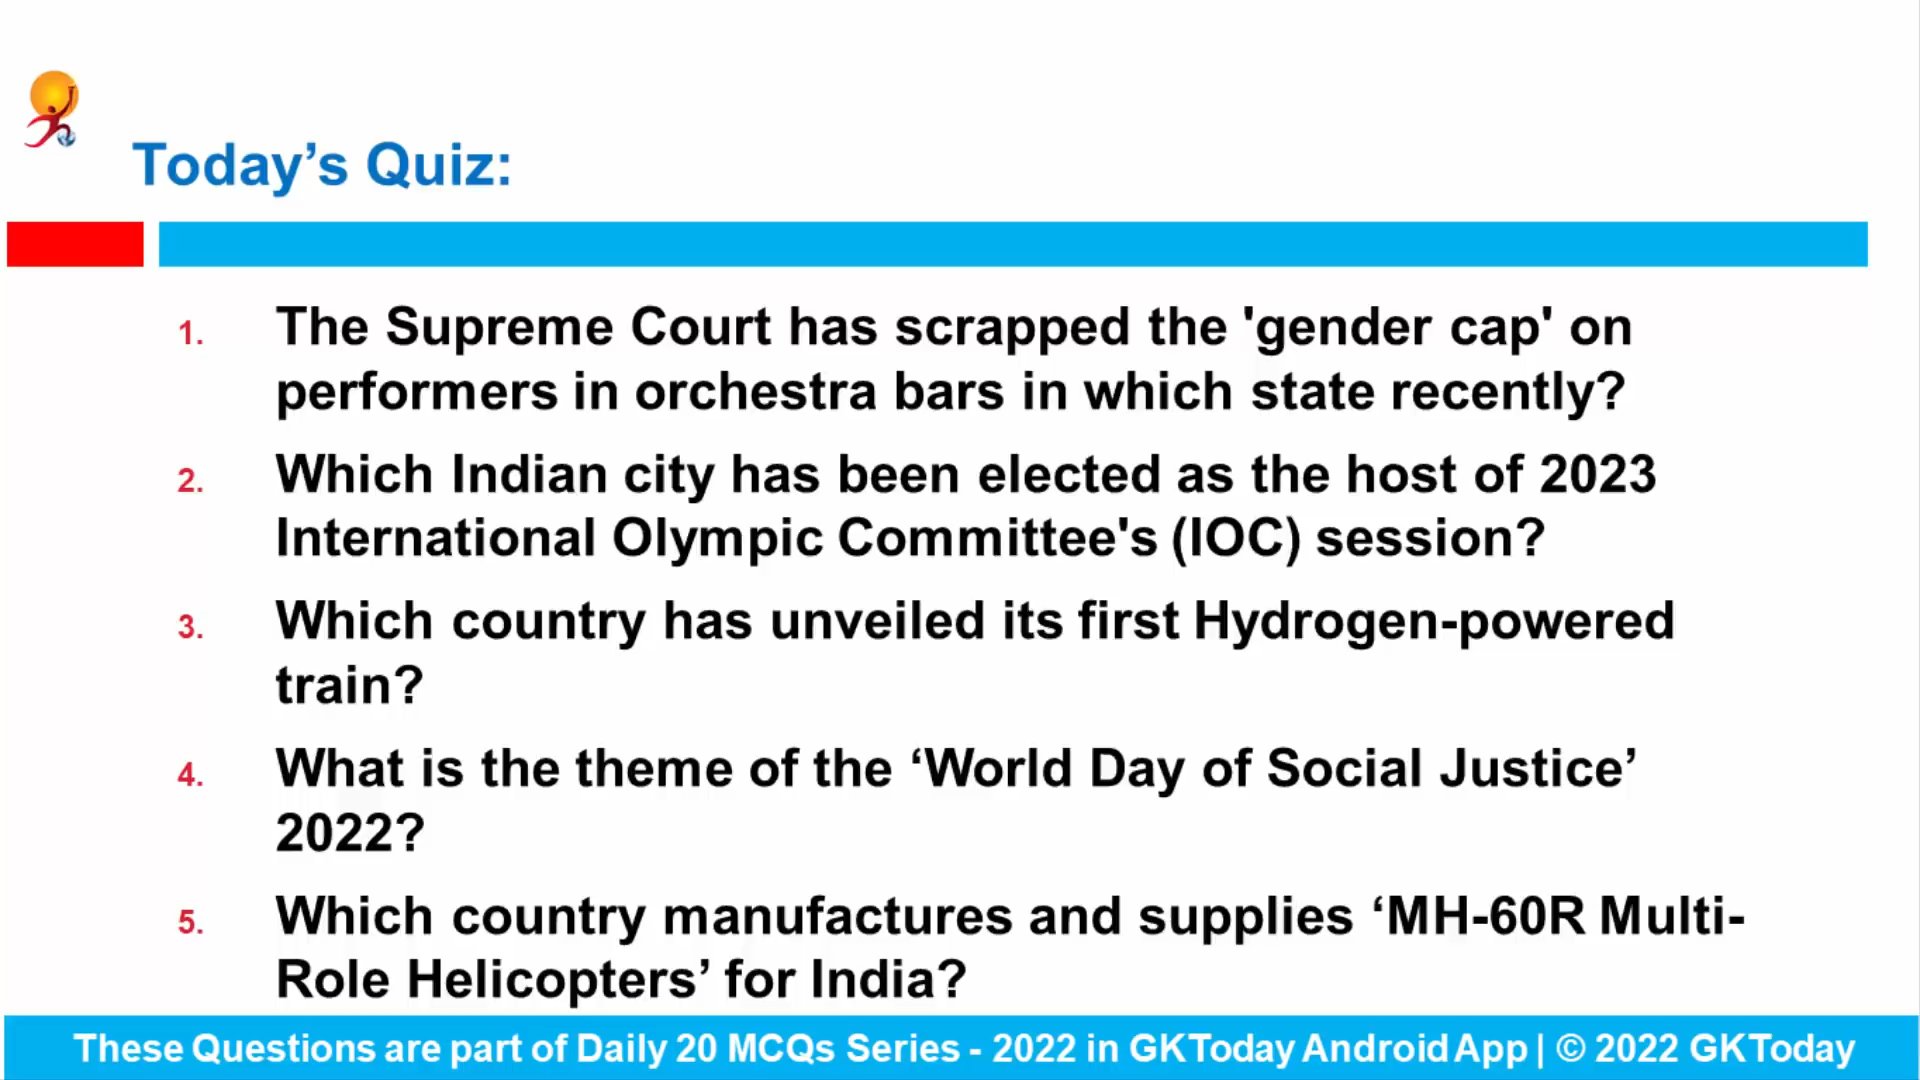 Today’s Quiz:
1. The Supreme Court has scrapped the 'gender cap' on
performers in orchestra bars in which state recently?
2. Which Indian city has been elected as the host of 2023
International Olympic Committee's (IOC) session?
3. Which country has unveiled its first Hydrogen-powered
train?
4. What is the theme of the ‘World Day of Social Justice’
2022?
5. Which country manufactures and supplies ‘MH-60R Multi-
Role Helicopters’ for India?
These Questions are part of Daily 20 MCQs Series - 2022 in GKToday Android App | © 2022 GKToday